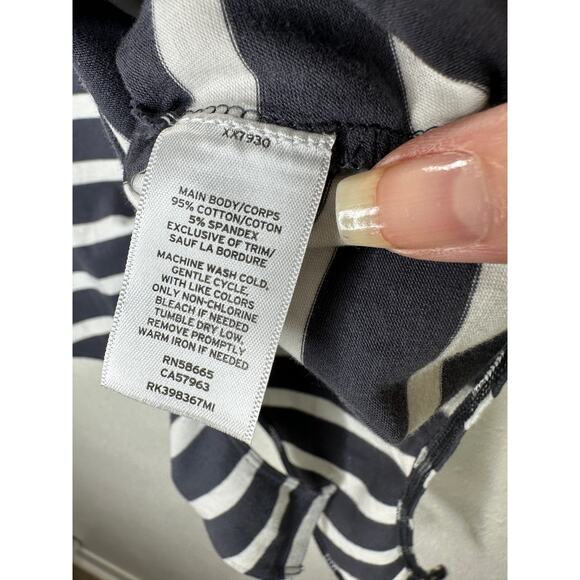 XX7930
MAIN BODY/CORPS
95% COTTON/COTON
5% SPANDEX
EXCLUSIVE OF TRIM/
SAUF LA BORDURE
MACHINE WASH COLD,
GENTLE CYCLE,
WITH LIKE COLORS
ONLY NON-CHLORINE
BLEACH IF NEEDED
TUMBLE DRY LOW,
REMOVE PROMPTLY
WARM IRON IF NEEDED
RN58665
CA57963
RK398367MI